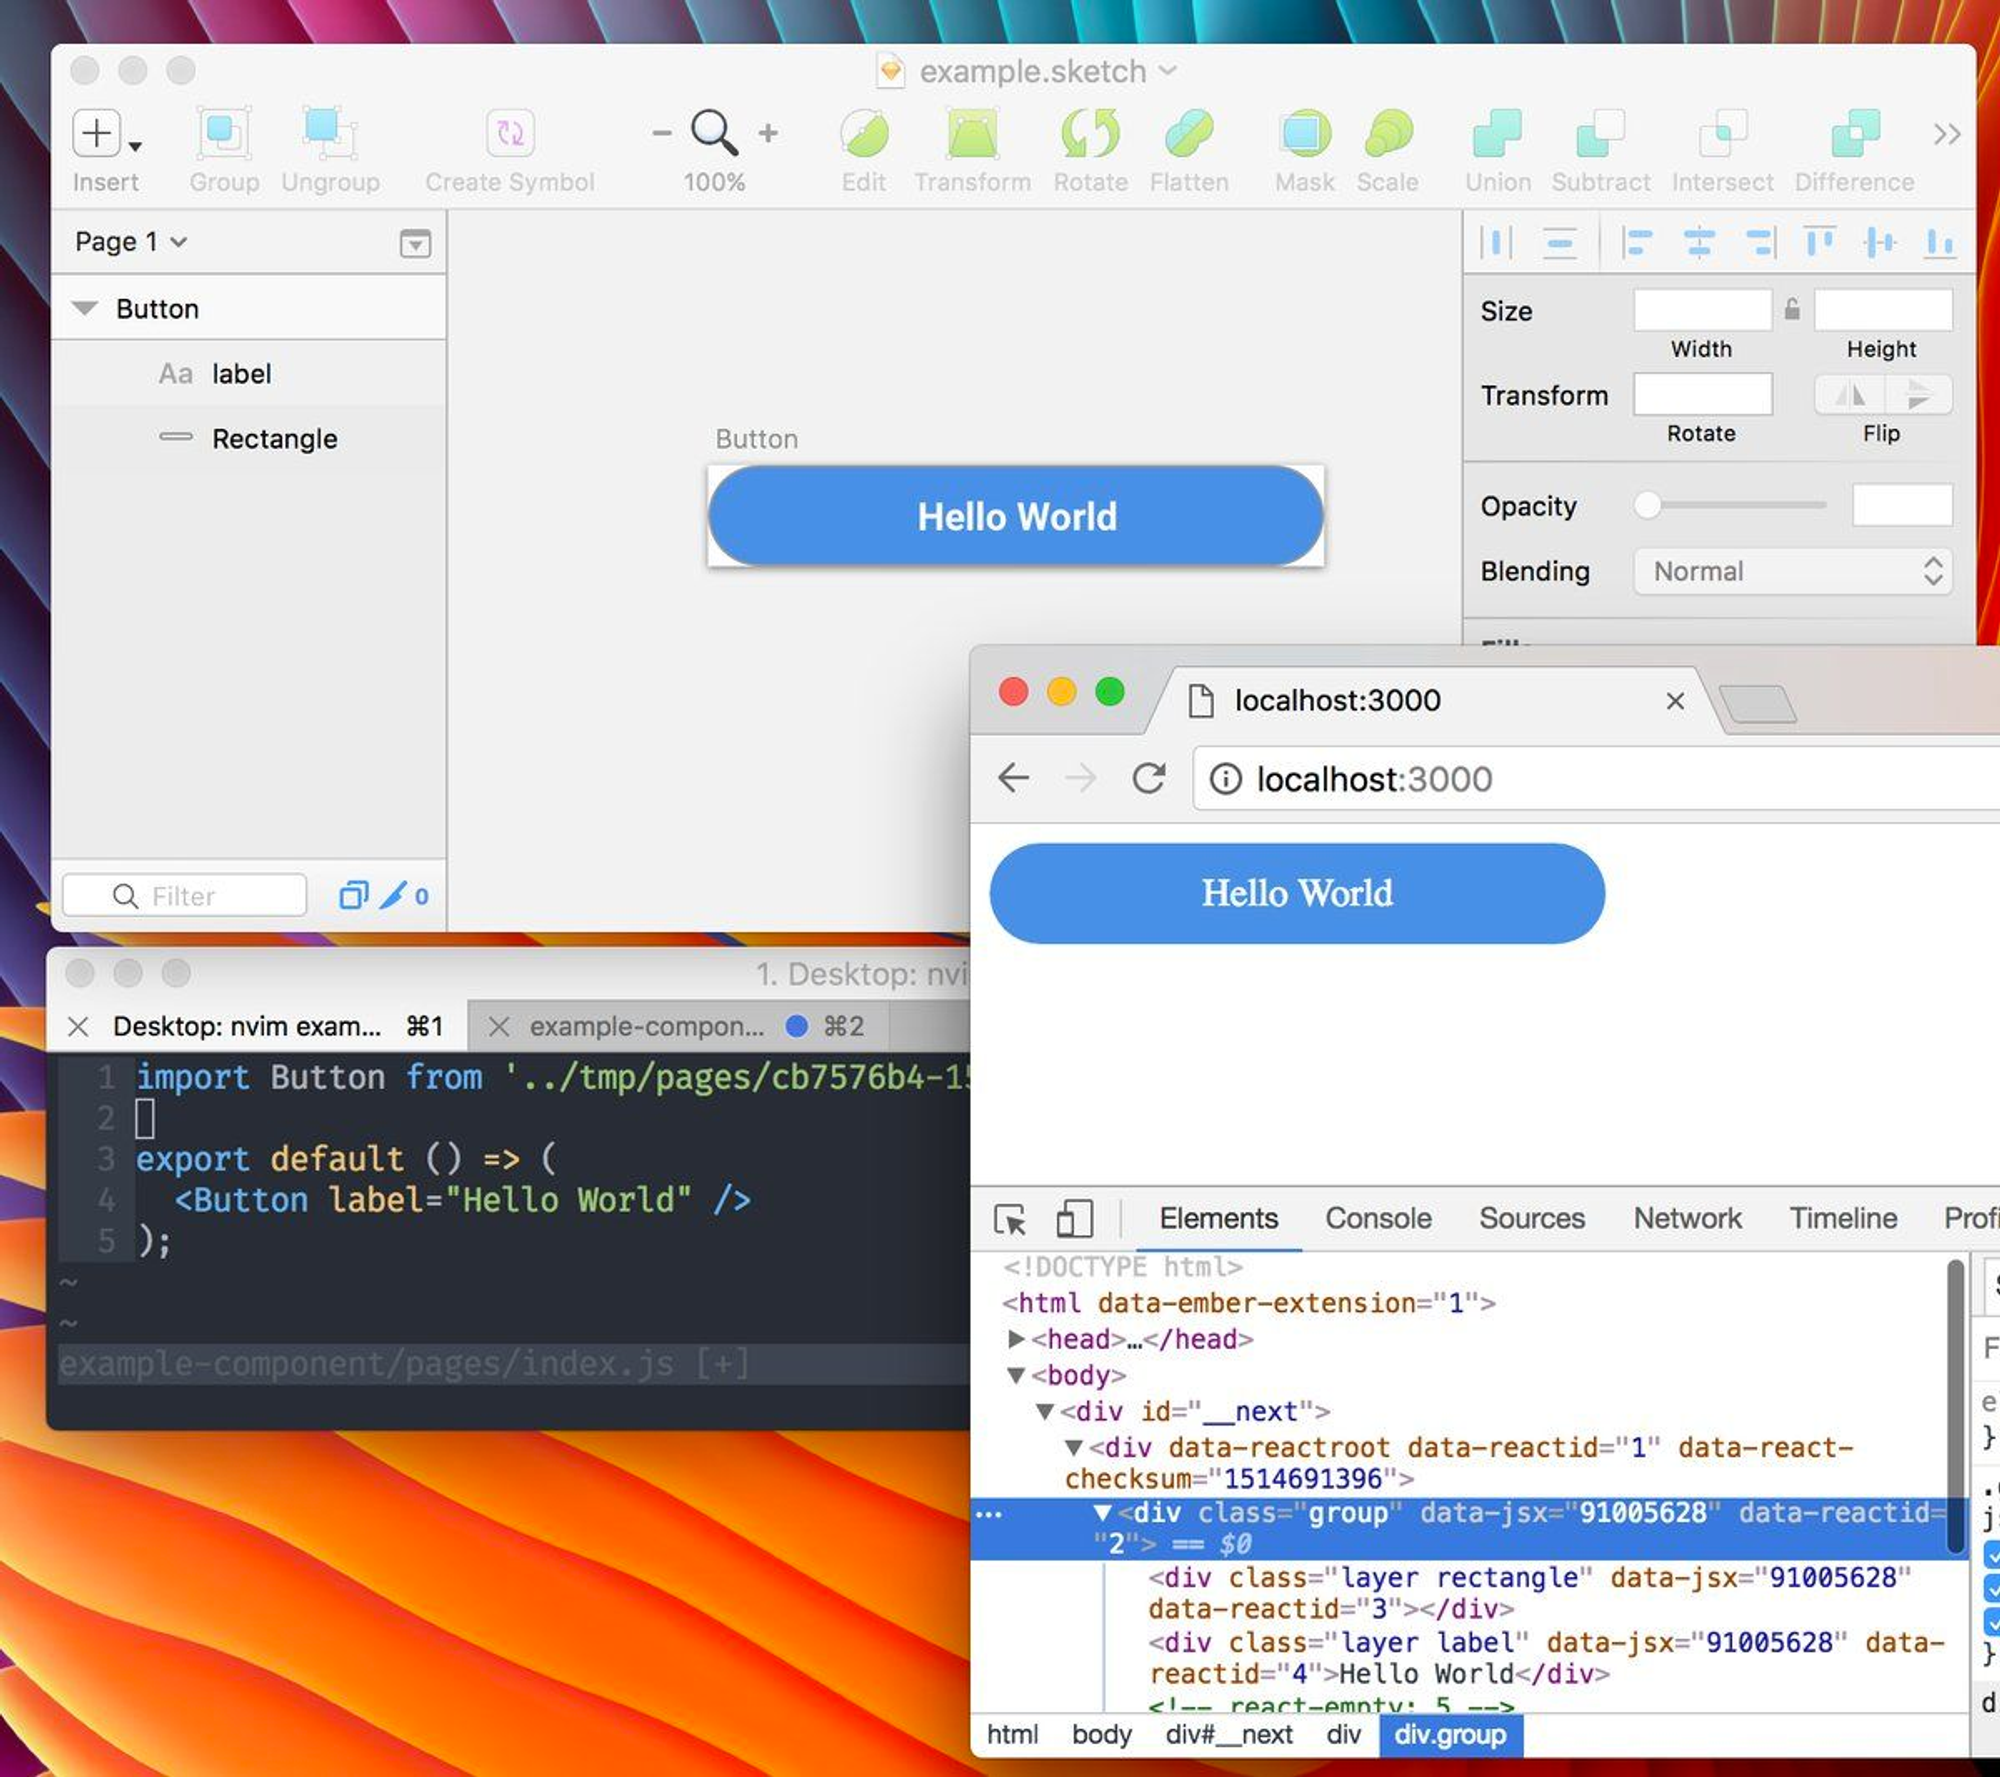 example.sketch
Insert
Group
Ungroup
Create Symbol
100%
Edit
Transform
Rotate
Flatten
Mask
Scale
Union
Subtract
Intersect
Difference
Page 1
Button
Aa label
Rectangle
Filter
0
Button
Hello World
Size
Width
Height
Transform
Rotate
Flip
Opacity
Blending
Normal
1. Desktop: nvi
Desktop: nvim exam... ⌘1
example-compon... ⌘2
1 import Button from '../tmp/pages/cb7576b4-15
2
3 export default () => (
4 <Button label="Hello World" />
5 );
~
~
example-component/pages/index.js [+]
localhost:3000
localhost:3000
Hello World
Elements Console Sources Network Timeline Profi
<!DOCTYPE html>
<html data-ember-extension="1">
▶<head>…</head>
▼<body>
▼<div id="__next">
▼<div data-reactroot data-reactid="1" data-react-
checksum="1514691396">
▼<div class="group" data-jsx="91005628" data-reactid=
"2"> == $0
<div class="layer rectangle" data-jsx="91005628"
data-reactid="3"></div>
<div class="layer label" data-jsx="91005628" data-
reactid="4">Hello World</div>
<!-- react-empty: 5 -->
html body div#__next div div.group